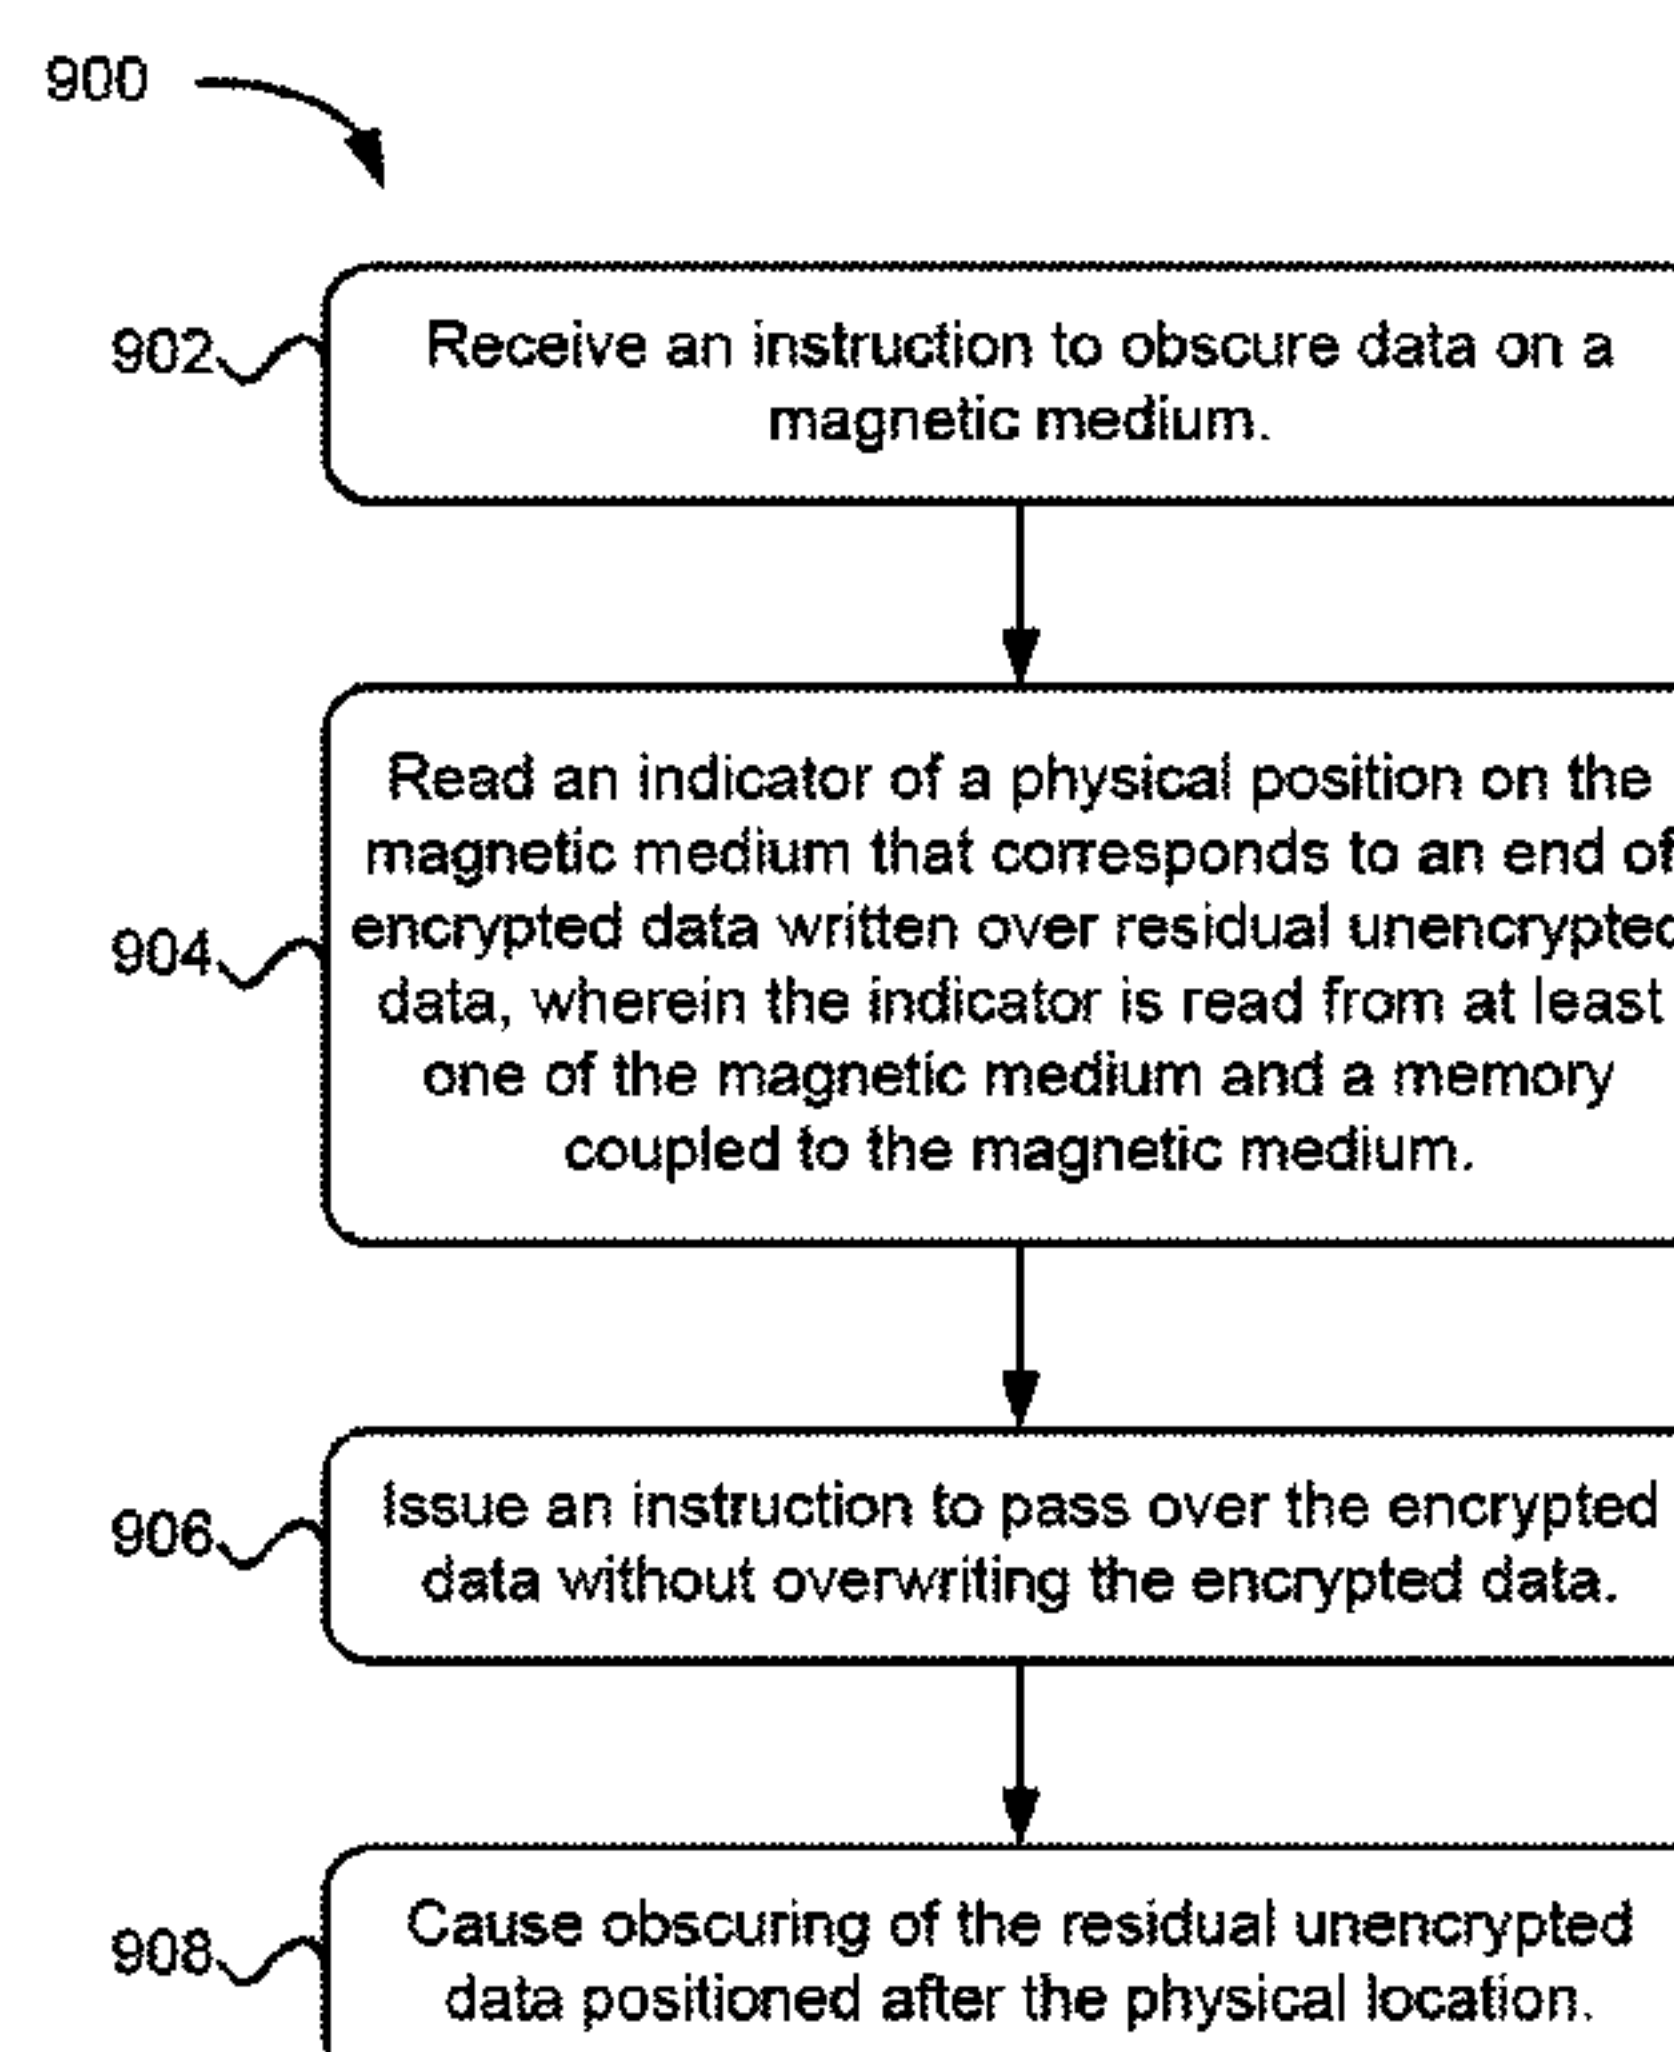 900
902
Receive an instruction to obscure data on a
magnetic medium.
904
Read an indicator of a physical position on the
magnetic medium that corresponds to an end of
encrypted data written over residual unencrypted
data, wherein the indicator is read from at least
one of the magnetic medium and a memory
coupled to the magnetic medium.
906
Issue an instruction to pass over the encrypted
data without overwriting the encrypted data.
908
Cause obscuring of the residual unencrypted
data positioned after the physical location.